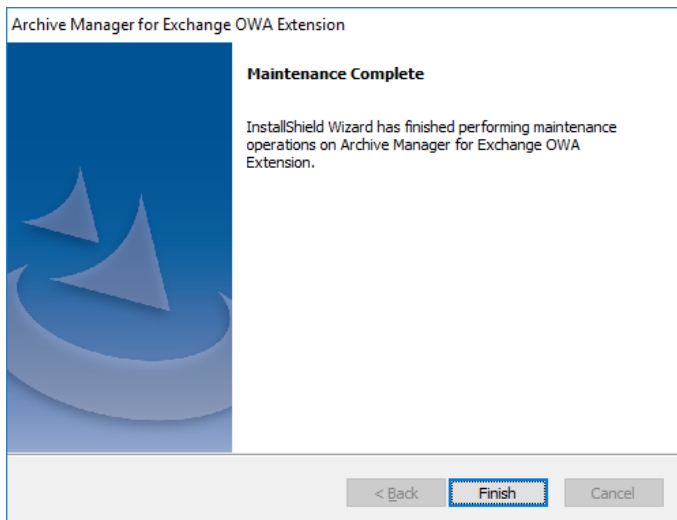 Archive Manager for Exchange OWA Extension
Maintenance Complete
InstallShield Wizard has finished performing maintenance
operations on Archive Manager for Exchange OWA
Extension.
< Back Finish Cancel